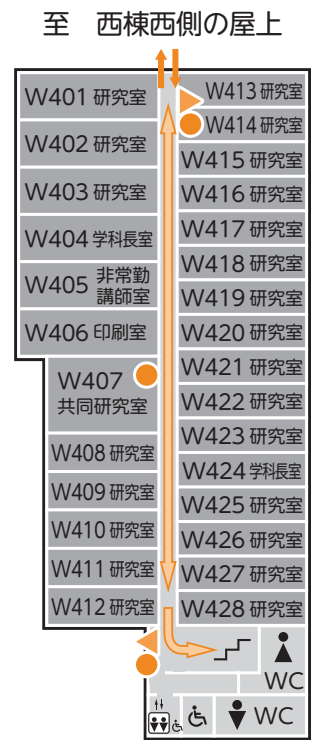 至 西棟西側の屋上
W401 研究室
W402 研究室
W403 研究室
W404 学科長室
W405 非常勤
講師室
W406 印刷室
W407
共同研究室
W408 研究室
W409 研究室
W410 研究室
W411 研究室
W412 研究室
W413 研究室
W414 研究室
W415 研究室
W416 研究室
W417 研究室
W418 研究室
W419 研究室
W420 研究室
W421 研究室
W422 研究室
W423 研究室
W424 学科長室
W425 研究室
W426 研究室
W427 研究室
W428 研究室
WC
WC